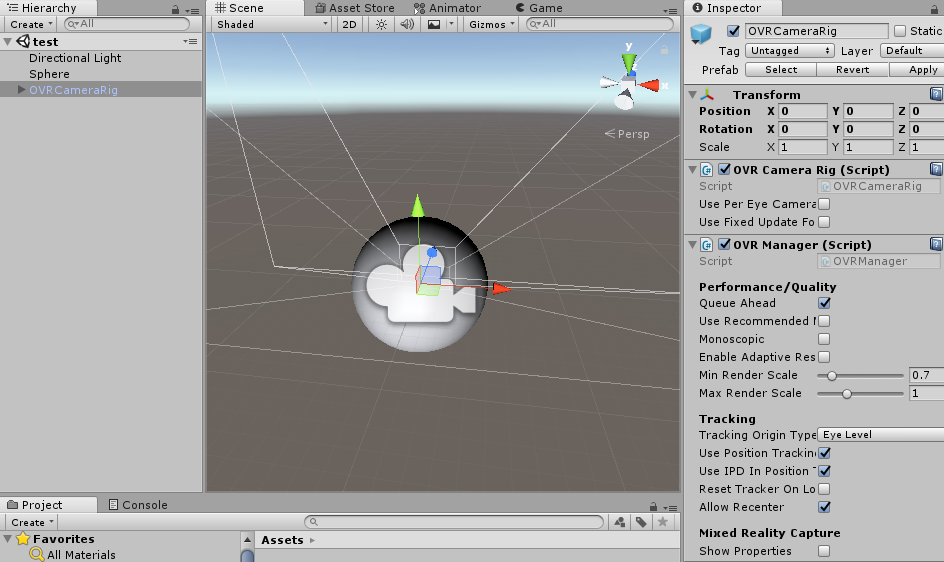 Hierarchy
Create
All
test
Directional Light
Sphere
OVRCameraRig
Scene
Asset Store
Animator
Game
Shaded
2D
Gizmos
All
y
x
Persp
Project
Console
Create
Favorites
All Materials
Assets
Inspector
OVRCameraRig
Static
Tag Untagged Layer Default
Prefab Select Revert Apply
Transform
Position X 0 Y 0 Z 0
Rotation X 0 Y 0 Z 0
Scale X 1 Y 1 Z 1
OVR Camera Rig (Script)
Script OVRCameraRig
Use Per Eye Camera
Use Fixed Update Fo
OVR Manager (Script)
Script OVRManager
Performance/Quality
Queue Ahead
Use Recommended
Monoscopic
Enable Adaptive Res
Min Render Scale 0.7
Max Render Scale 1
Tracking
Tracking Origin Type Eye Level
Use Position Trackin
Use IPD In Position
Reset Tracker On Lo
Allow Recenter
Mixed Reality Capture
Show Properties